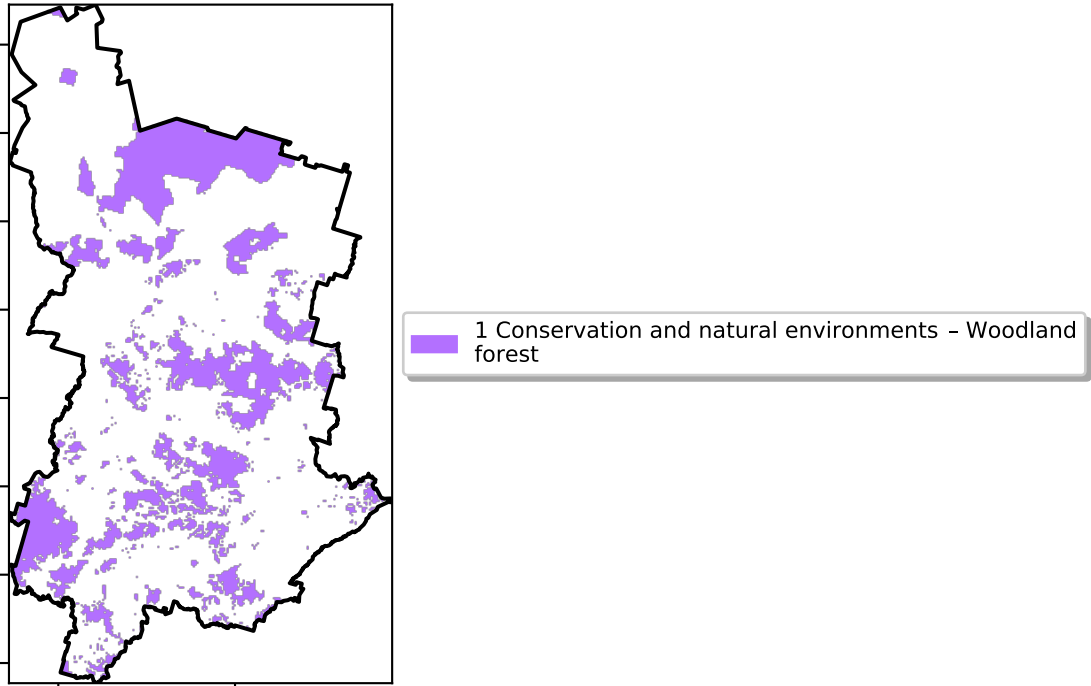 1 Conservation and natural environments – Woodland
forest